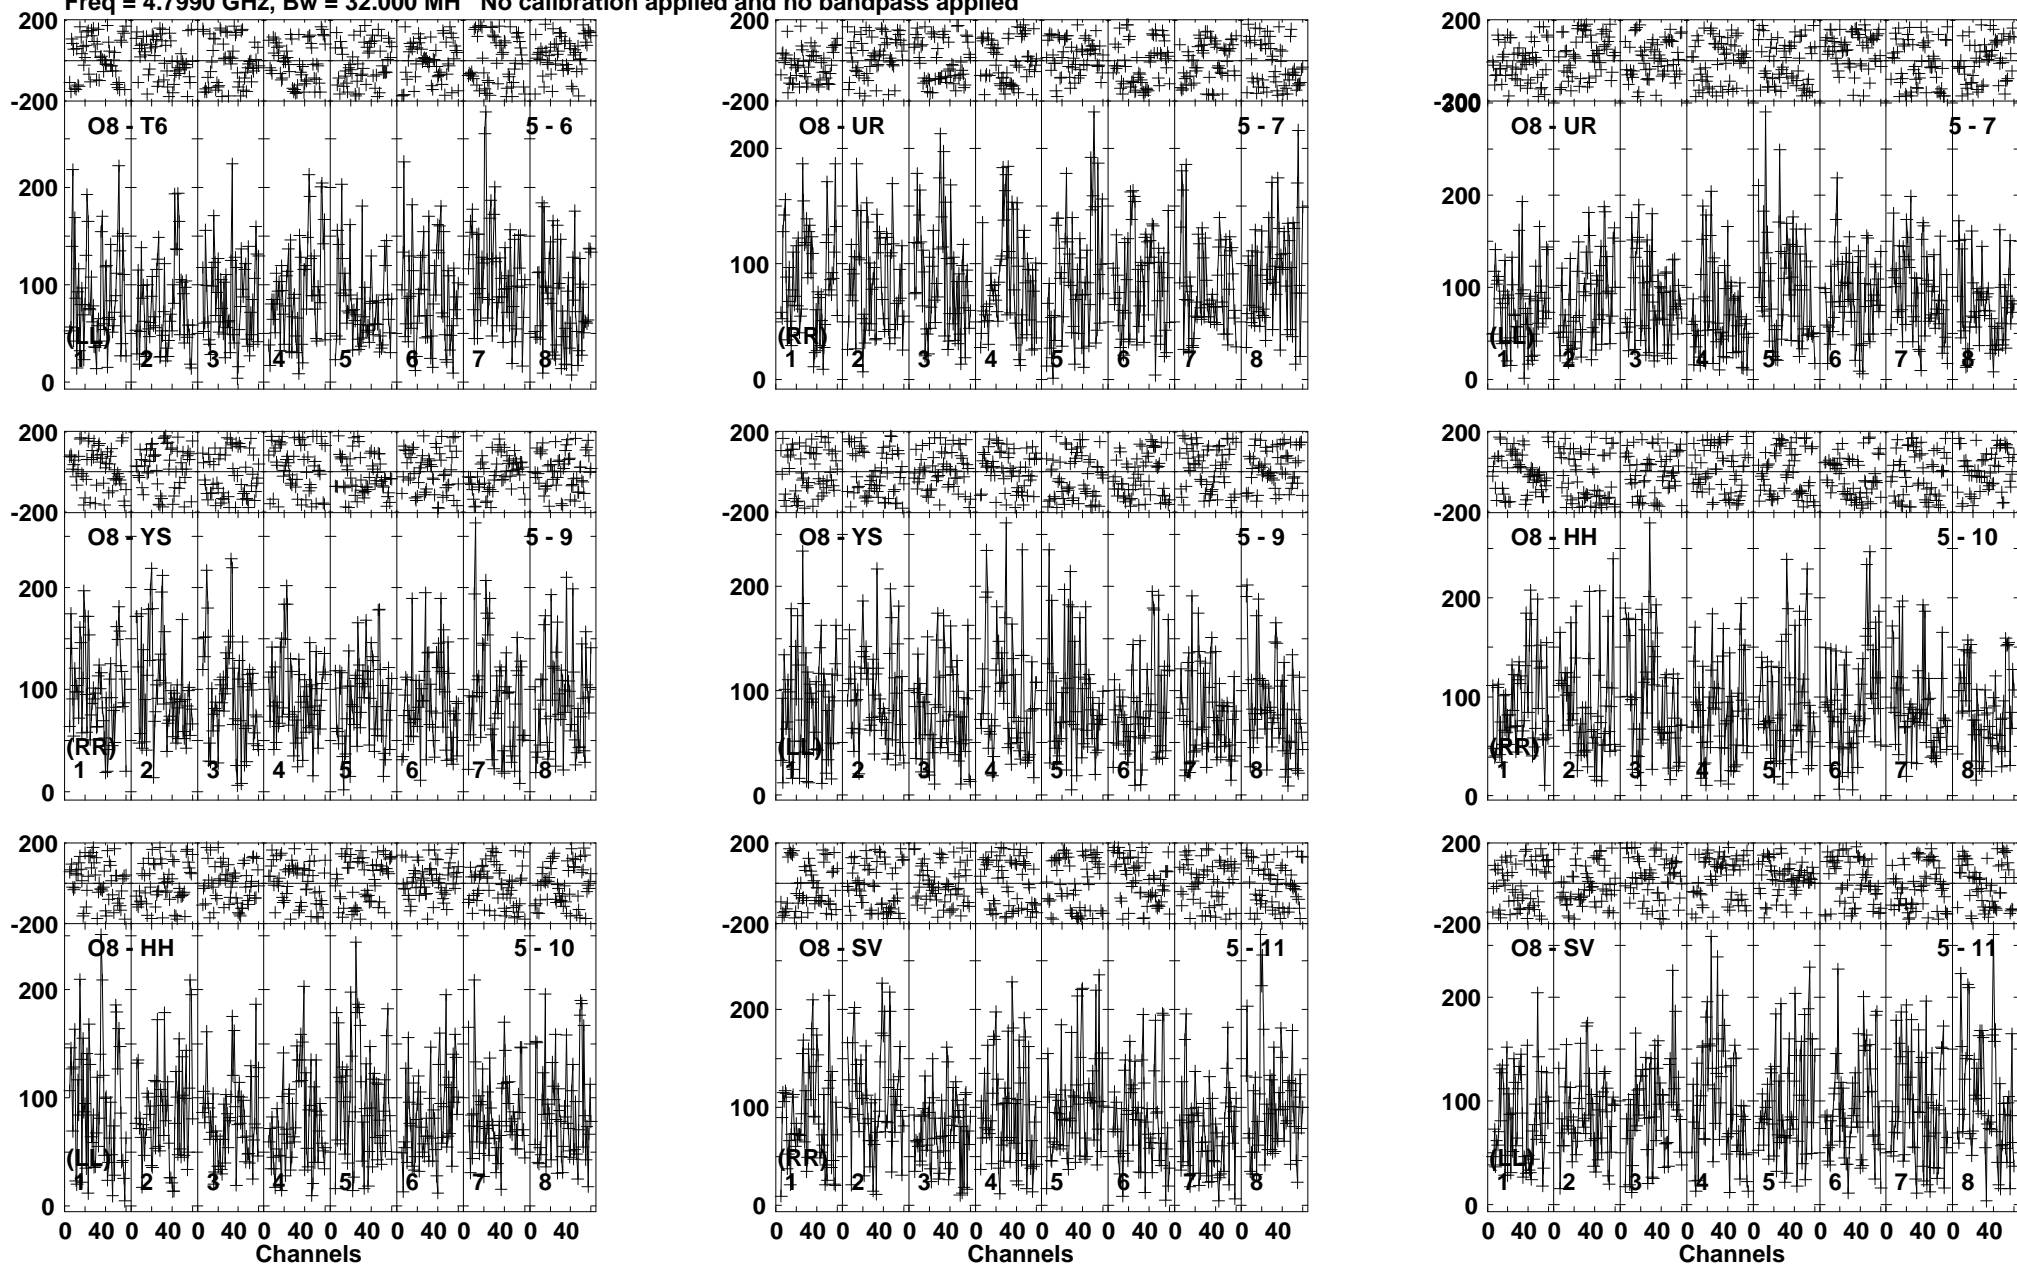 Freq = 4.7990 GHz, Bw = 32.000 MH No calibration applied and no bandpass applied
200 200 200
-200 -200 -200
300
O8 - T6 5 - 6 O8 - UR 5 - 7 O8 - UR 5 - 7
200 200 200
100 100 100
(LL) (RR) (LL)
1 2 3 4 5 6 7 8 1 2 3 4 5 6 7 8 1 2 3 4 5 6 7 8
0 0 0
200 200 200
-200 -200 -200
O8 - YS 5 - 9 O8 - YS 5 - 9 O8 - HH 5 - 10
200 200 200
100 100 100
(RR) (LL) (RR)
1 2 3 4 5 6 7 8 1 2 3 4 5 6 7 8 1 2 3 4 5 6 7 8
0 0 0
200 200 200
-200 -200 -200
O8 - HH 5 - 10 O8 - SV 5 - 11 O8 - SV 5 - 11
200 200 200
100 100 100
(LL) (RR) (LL)
1 2 3 4 5 6 7 8 1 2 3 4 5 6 7 8 1 2 3 4 5 6 7 8
0 0 0
0 40 0 40 0 40 0 40 0 40 0 40 0 40 0 40 0 40 0 40 0 40 0 40 0 40 0 40 0 40 0 40 0 40 0 40 0 40 0 40 0 40 0 40 0 40 0 40
Channels Channels Channels